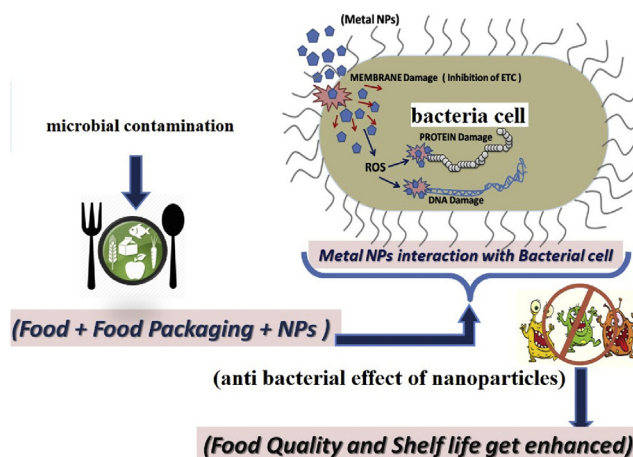 (Metal NPs)
MEMBRANE Damage ( Inhibition of ETC)
microbial contamination
bacteria cell
PROTEIN Damage
ROS
DNA Damage
Metal NPs interaction with Bacterial cell
(Food + Food Packaging + NPs )
(anti bacterial effect of nanoparticles)
(Food Quality and Shelf life get enhanced)